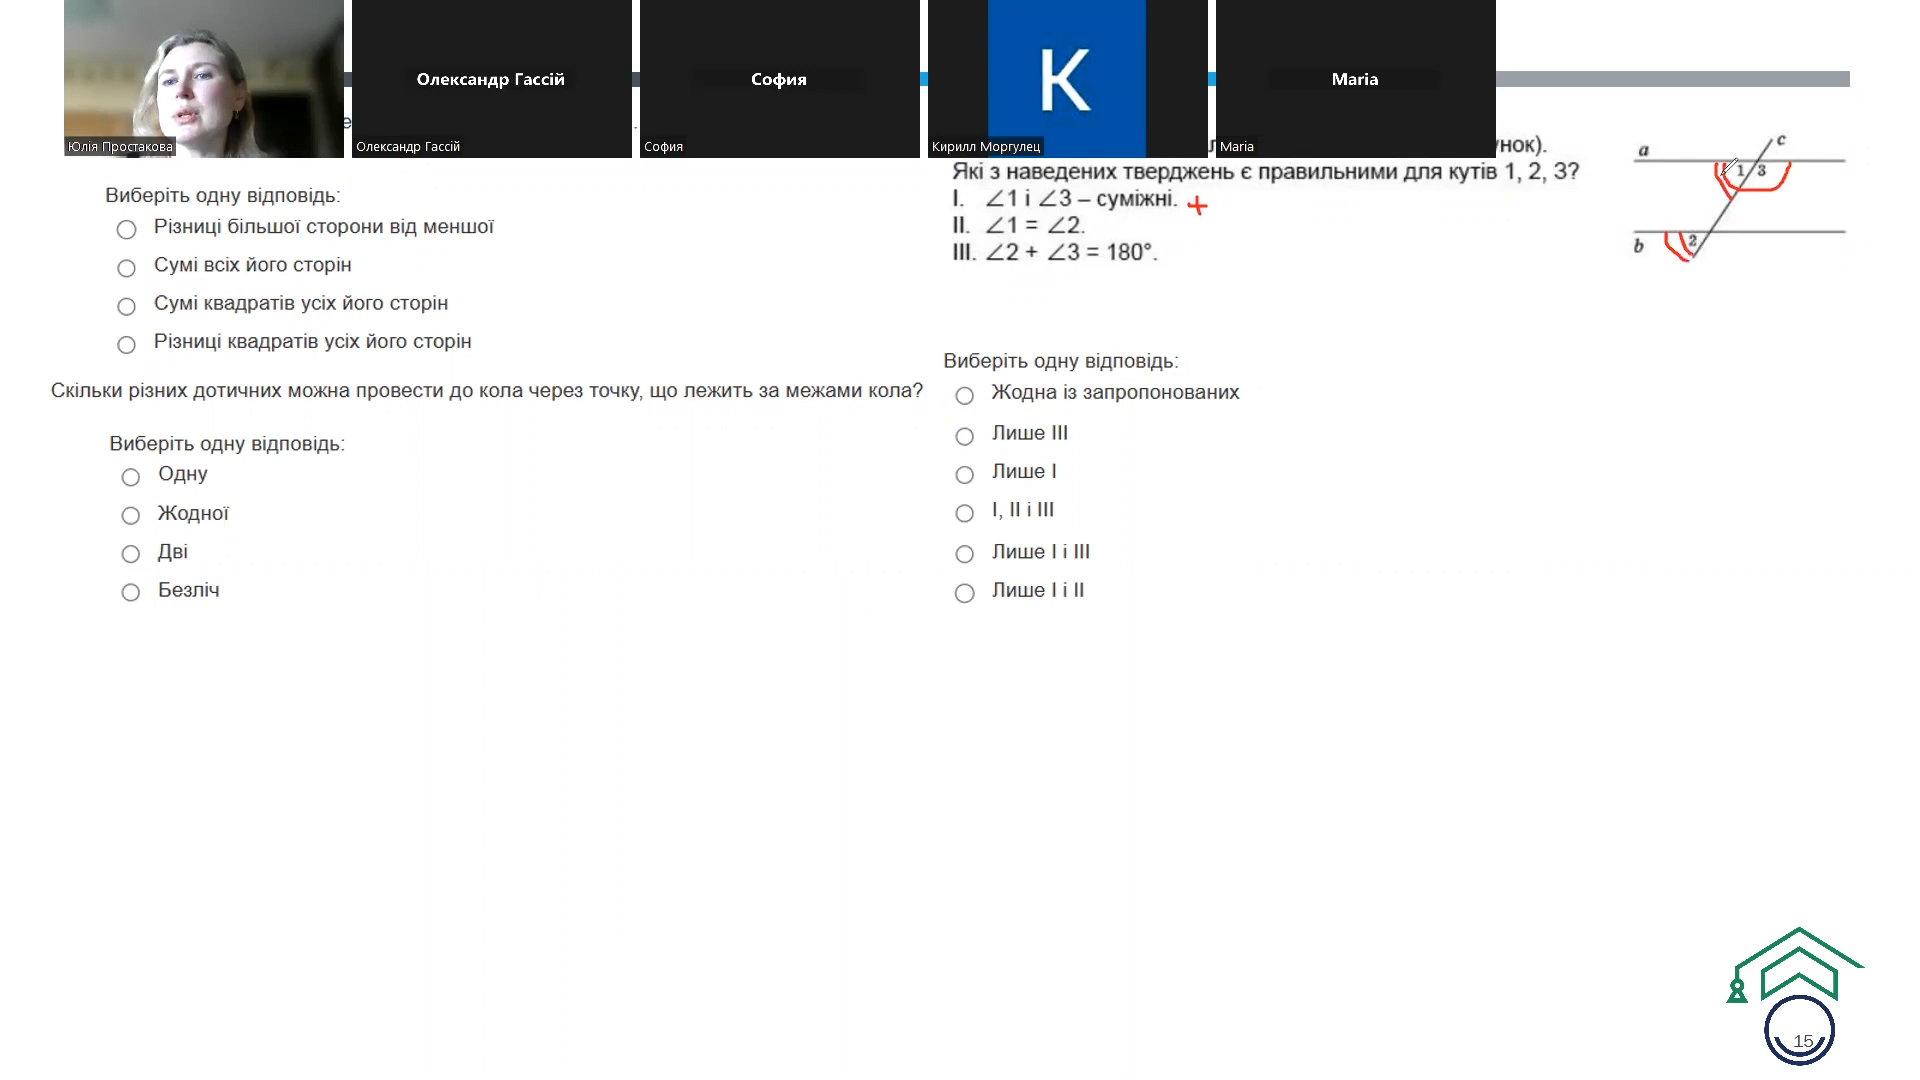 Олександр Гассій
София
K
Maria
Юлія Простакова
Олександр Гассій
София
Кирилл Моргулец
Maria
Виберіть одну відповідь:
Різниці більшої сторони від меншої
Сумі всіх його сторін
Сумі квадратів усіх його сторін
Різниці квадратів усіх його сторін
Скільки різних дотичних можна провести до кола через точку, що лежить за межами кола?
Виберіть одну відповідь:
Одну
Жодної
Дві
Безліч
Які з наведених тверджень є правильними для кутів 1, 2, 3?
I. ∠1 і ∠3 – суміжні. +
II. ∠1 = ∠2.
III. ∠2 + ∠3 = 180°.
a
c
1
3
b
2
Виберіть одну відповідь:
Жодна із запропонованих
Лише III
Лише I
I, II і III
Лише I і III
Лише I і II
15